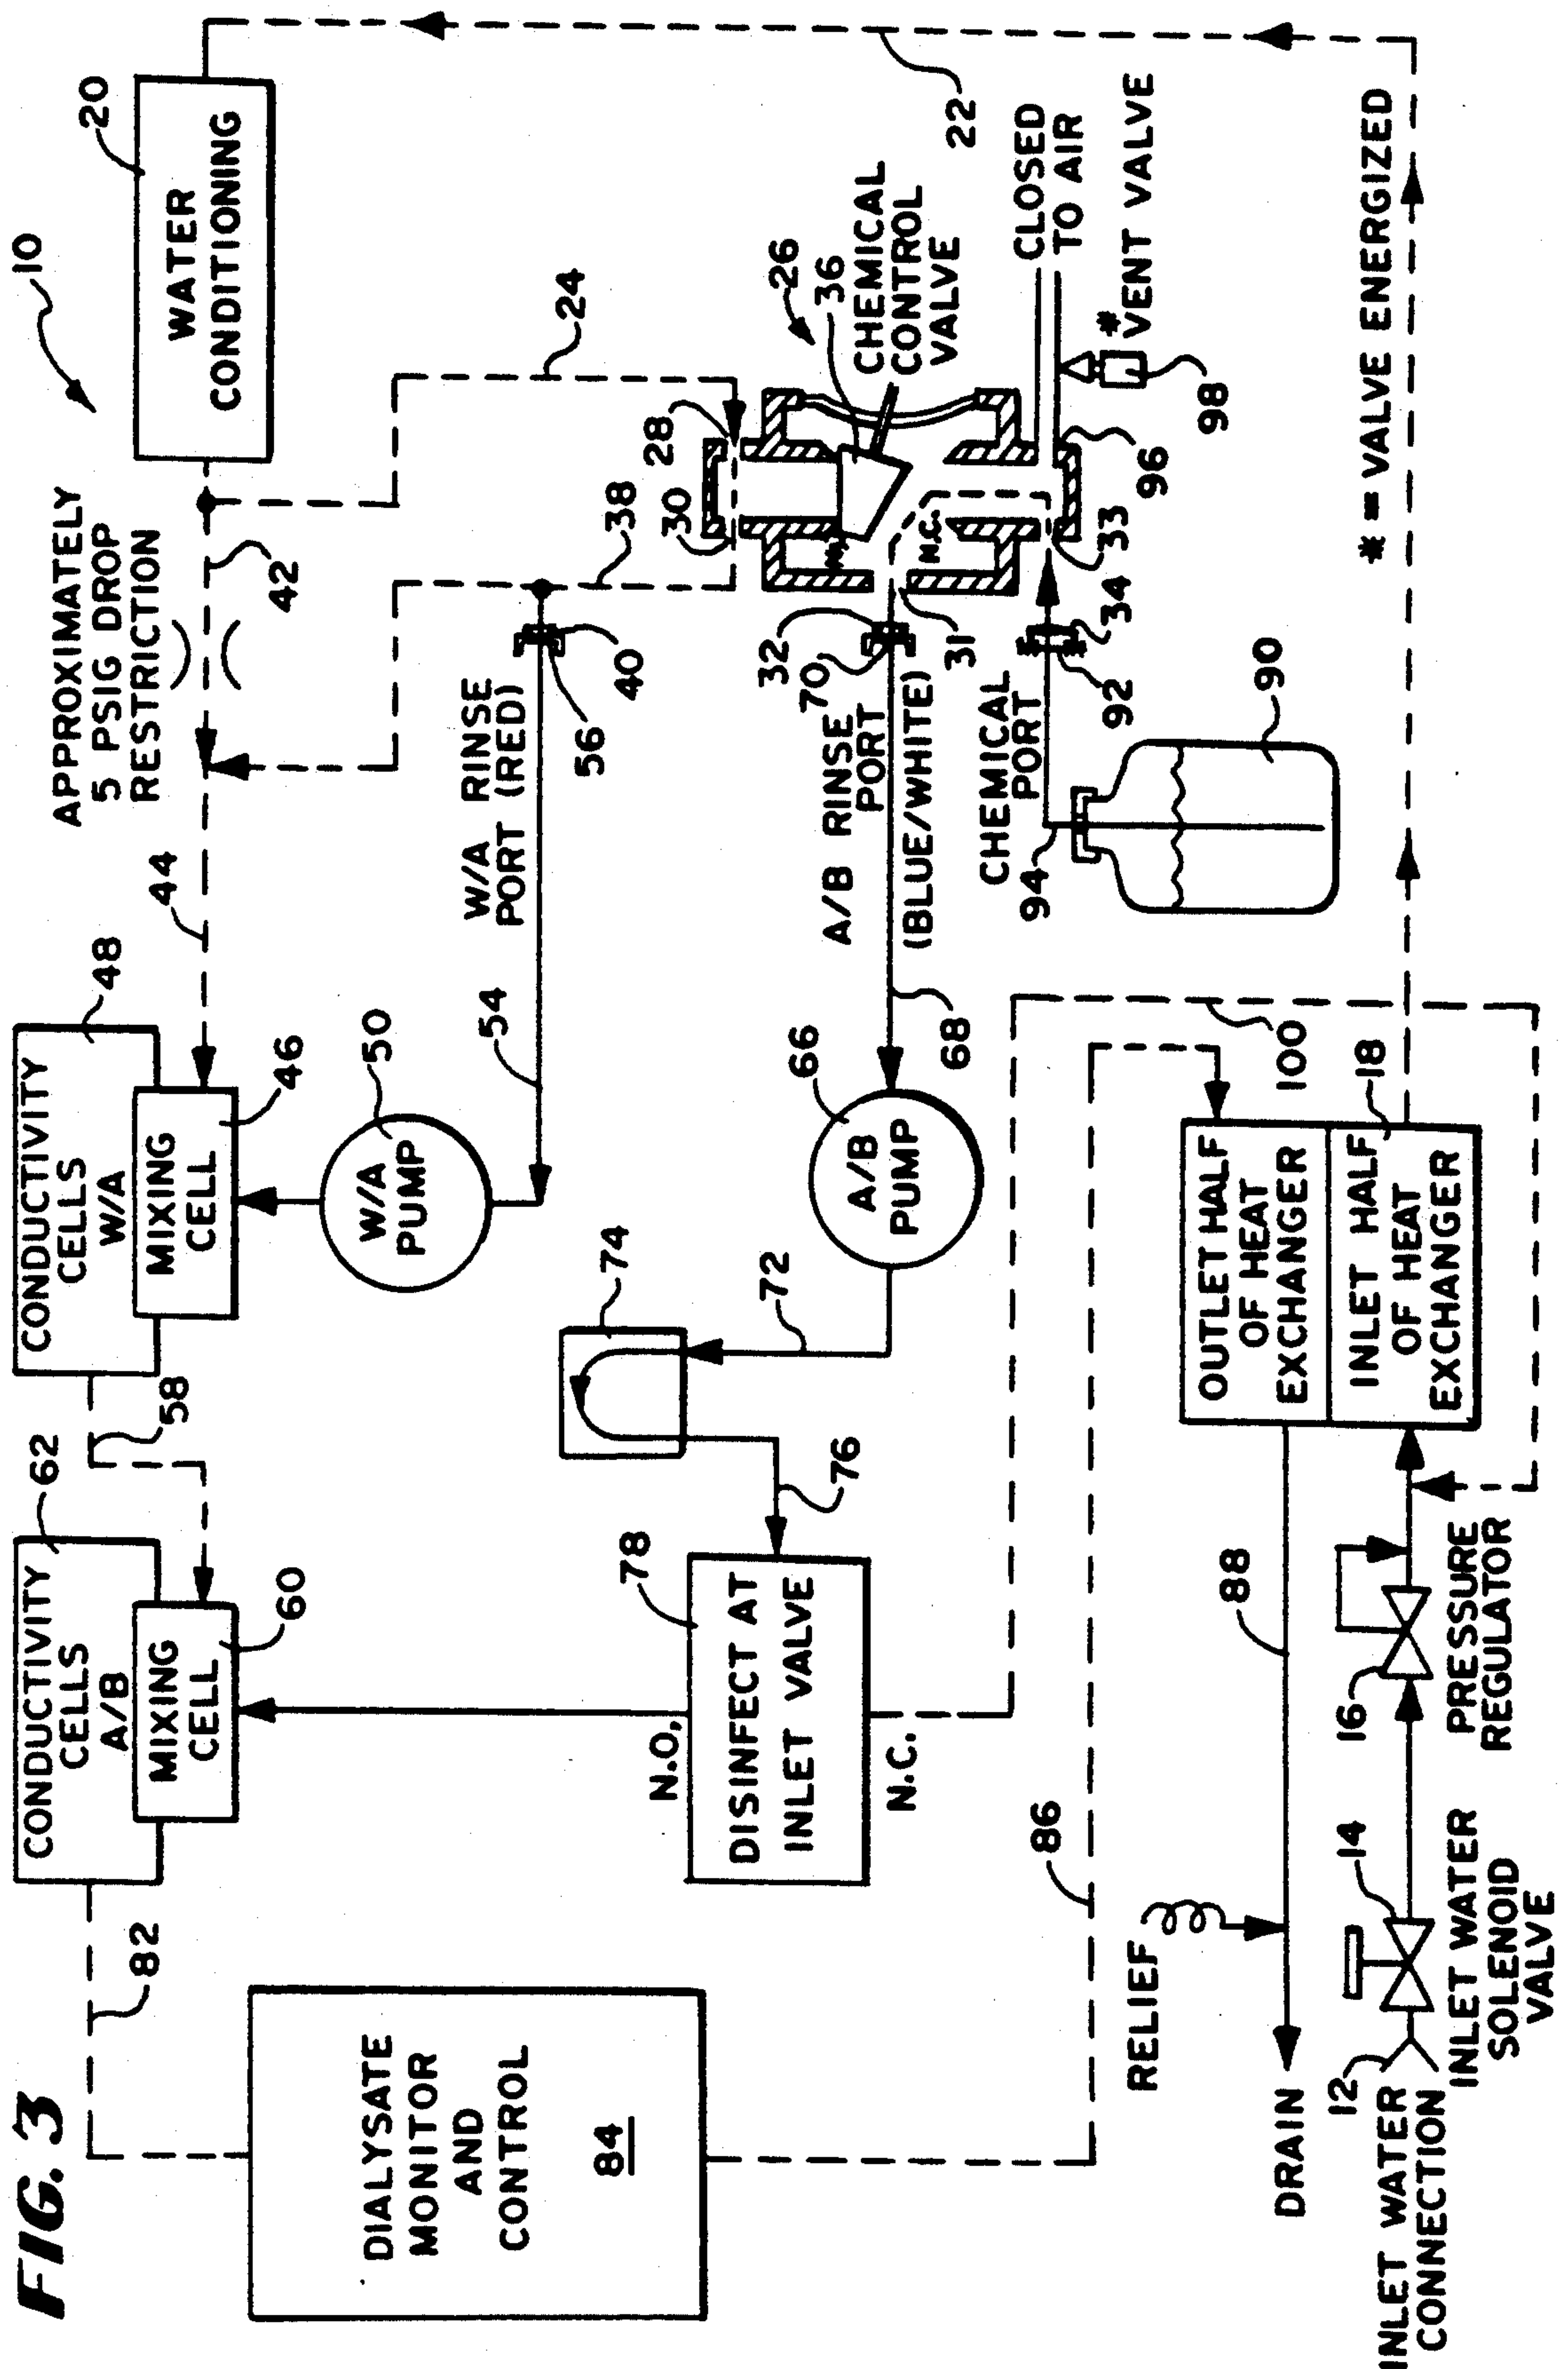 FIG. 3
10
CONDUCTIVITY
CELLS
A/B
62
MIXING
CELL
60
CONDUCTIVITY
CELLS
W/A
48
MIXING
CELL
46
58
82
44
APPROXIMATELY
5 PSIG DROP
RESTRICTION
42
WATER
CONDITIONING
20
DIALYSATE
MONITOR
AND
CONTROL
84
W/A
PUMP
50
54
W/A RINSE
PORT (RED)
56
40
38
24
30
28
74
72
76
78
DISINFECT AT
INLET VALVE
N.O.
N.C.
A/B
PUMP
66
68
A/B RINSE
PORT
(BLUE/WHITE)
70
32
31
N.C.
26
36
CHEMICAL
CONTROL
VALVE
22
CLOSED
TO AIR
*
VENT VALVE
98
96
33
34
92
CHEMICAL
PORT
94
90
86
100
RELIEF
88
DRAIN
OUTLET HALF
OF HEAT
EXCHANGER
INLET HALF
OF HEAT
EXCHANGER
18
12
INLET WATER
CONNECTION
14
INLET WATER
SOLENOID
VALVE
16
PRESSURE
REGULATOR
* = VALVE ENERGIZED